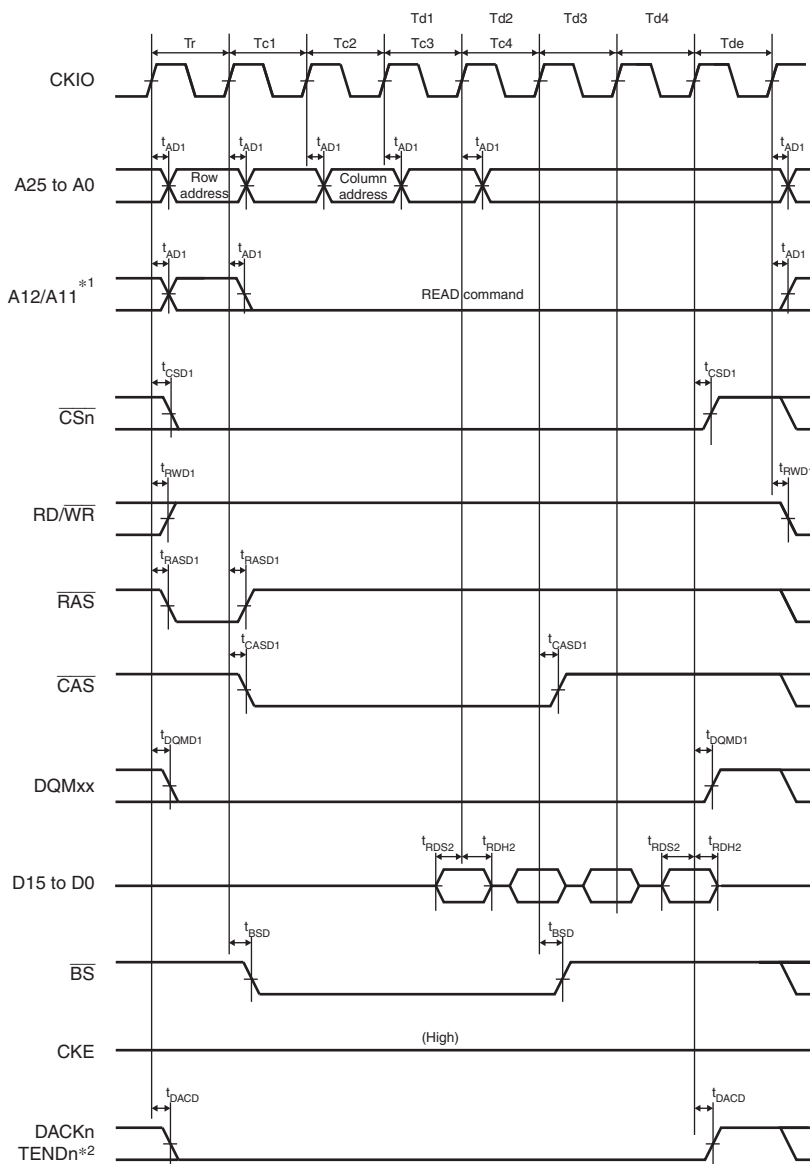 Td1 Td2 Td3 Td4
Tr Tc1 Tc2 Tc3 Tc4 Tde
CKIO
tAD1 tAD1 tAD1 tAD1 tAD1 tAD1
A25 to A0
Row
address
Column
address
tAD1 tAD1 tAD1
A12/A11*1
READ command
tCSD1 tCSD1
CSn
tRWD1 tRWD1
RD/WR
tRASD1 tRASD1
RAS
tCASD1 tCASD1
CAS
tDQMD1 tDQMD1
DQMxx
tRDS2 tRDH2 tRDS2 tRDH2
D15 to D0
tBSD tBSD
BS
(High)
CKE
tDACD tDACD
DACKn
TENDn*2